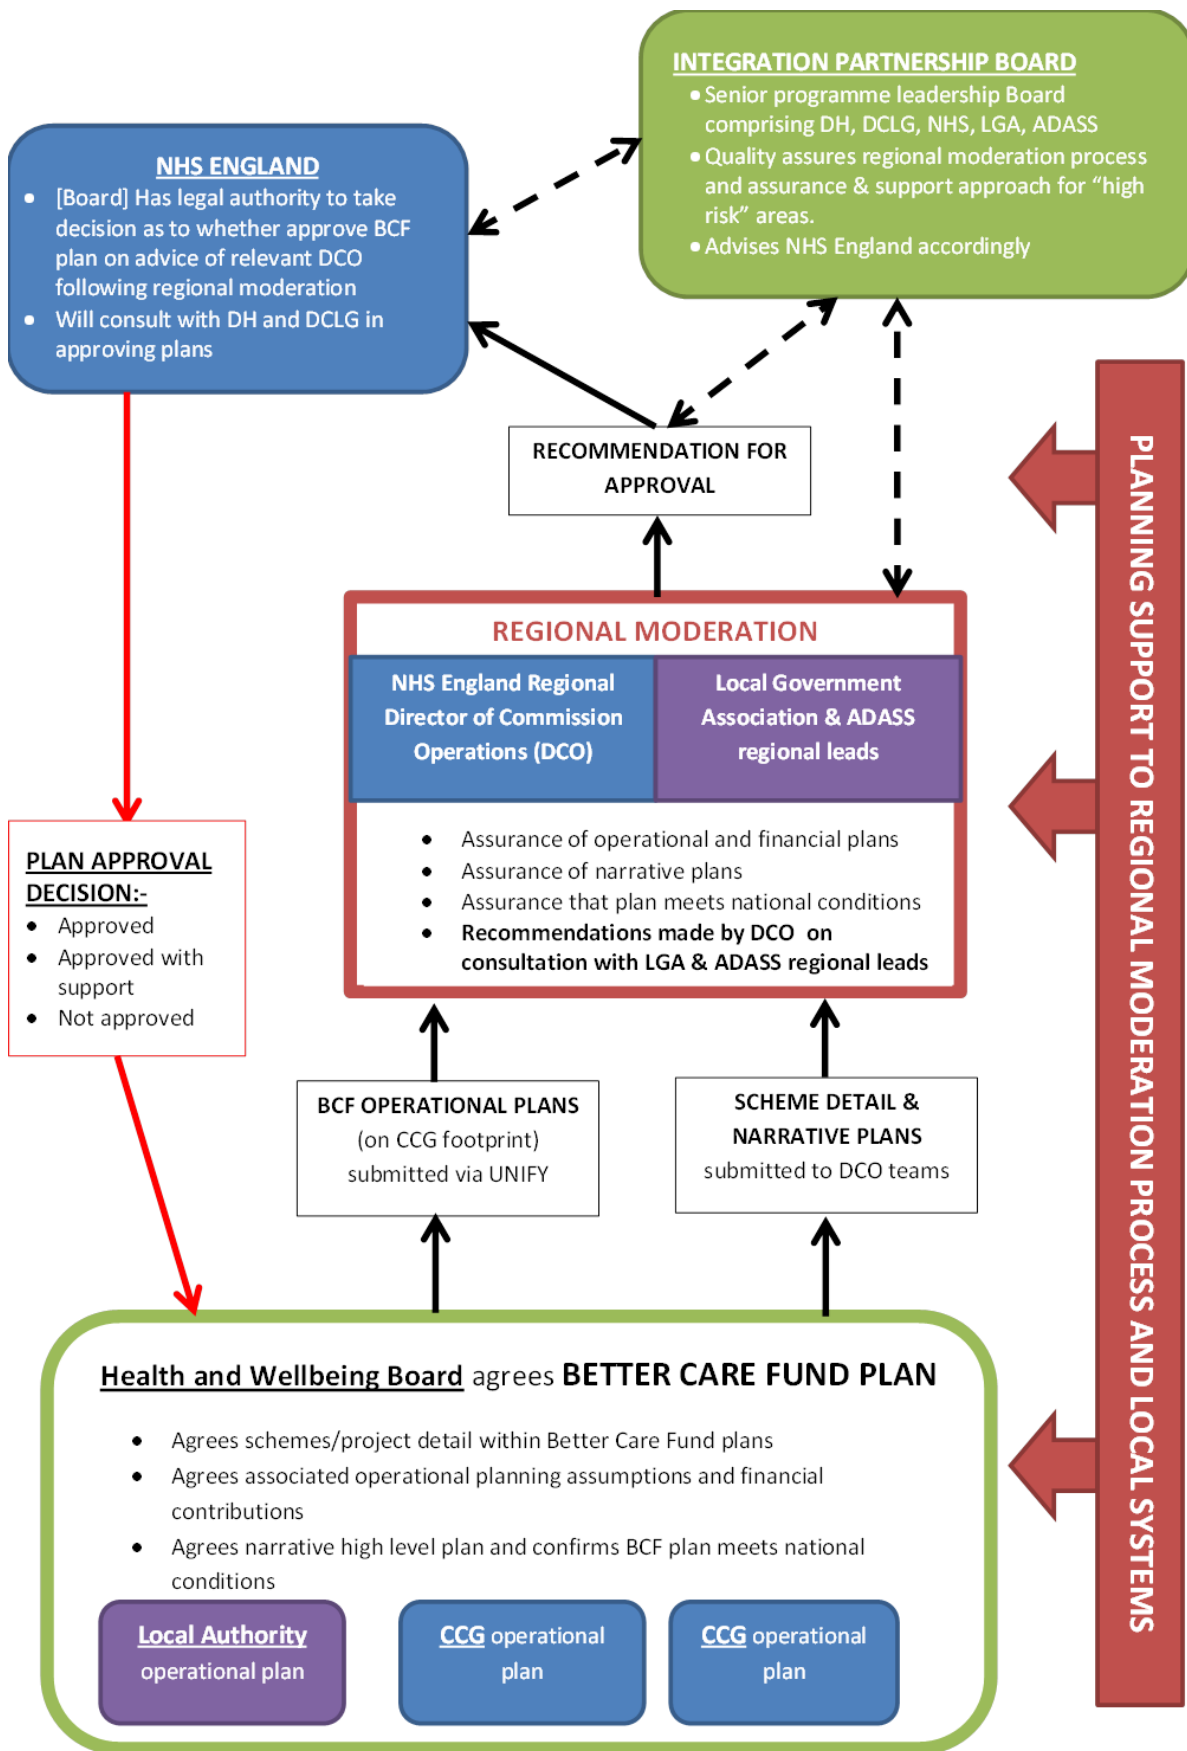 INTEGRATION PARTNERSHIP BOARD
• Senior programme leadership Board
comprising DH, DCLG, NHS, LGA, ADASS
• Quality assures regional moderation process
and assurance & support approach for “high
risk” areas.
• Advises NHS England accordingly
NHS ENGLAND
• [Board] Has legal authority to take
decision as to whether approve BCF
plan on advice of relevant DCO
following regional moderation
• Will consult with DH and DCLG in
approving plans
RECOMMENDATION FOR
APPROVAL
REGIONAL MODERATION
NHS England Regional
Director of Commission
Operations (DCO)
Local Government
Association & ADASS
regional leads
• Assurance of operational and financial plans
• Assurance of narrative plans
• Assurance that plan meets national conditions
• Recommendations made by DCO on
consultation with LGA & ADASS regional leads
PLAN APPROVAL
DECISION:-
• Approved
• Approved with
support
• Not approved
BCF OPERATIONAL PLANS
(on CCG footprint)
submitted via UNIFY
SCHEME DETAIL &
NARRATIVE PLANS
submitted to DCO teams
Health and Wellbeing Board agrees BETTER CARE FUND PLAN
• Agrees schemes/project detail within Better Care Fund plans
• Agrees associated operational planning assumptions and financial
contributions
• Agrees narrative high level plan and confirms BCF plan meets national
conditions
Local Authority
operational plan
CCG operational
plan
CCG operational
plan
PLANNING SUPPORT TO REGIONAL MODERATION PROCESS AND LOCAL SYSTEMS